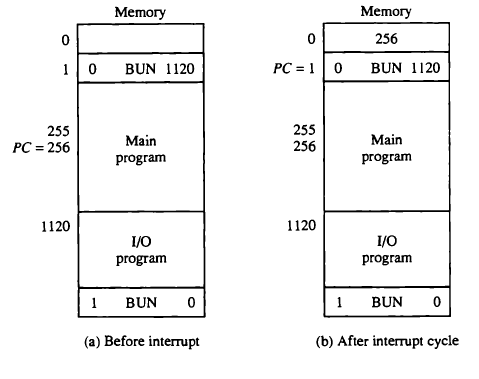 Memory
0
1 0 BUN 1120
255
PC = 256
Main
program
1120
I/O
program
1 BUN 0
(a) Before interrupt
Memory
0 256
PC = 1 0 BUN 1120
255
256
Main
program
1120
I/O
program
1 BUN 0
(b) After interrupt cycle